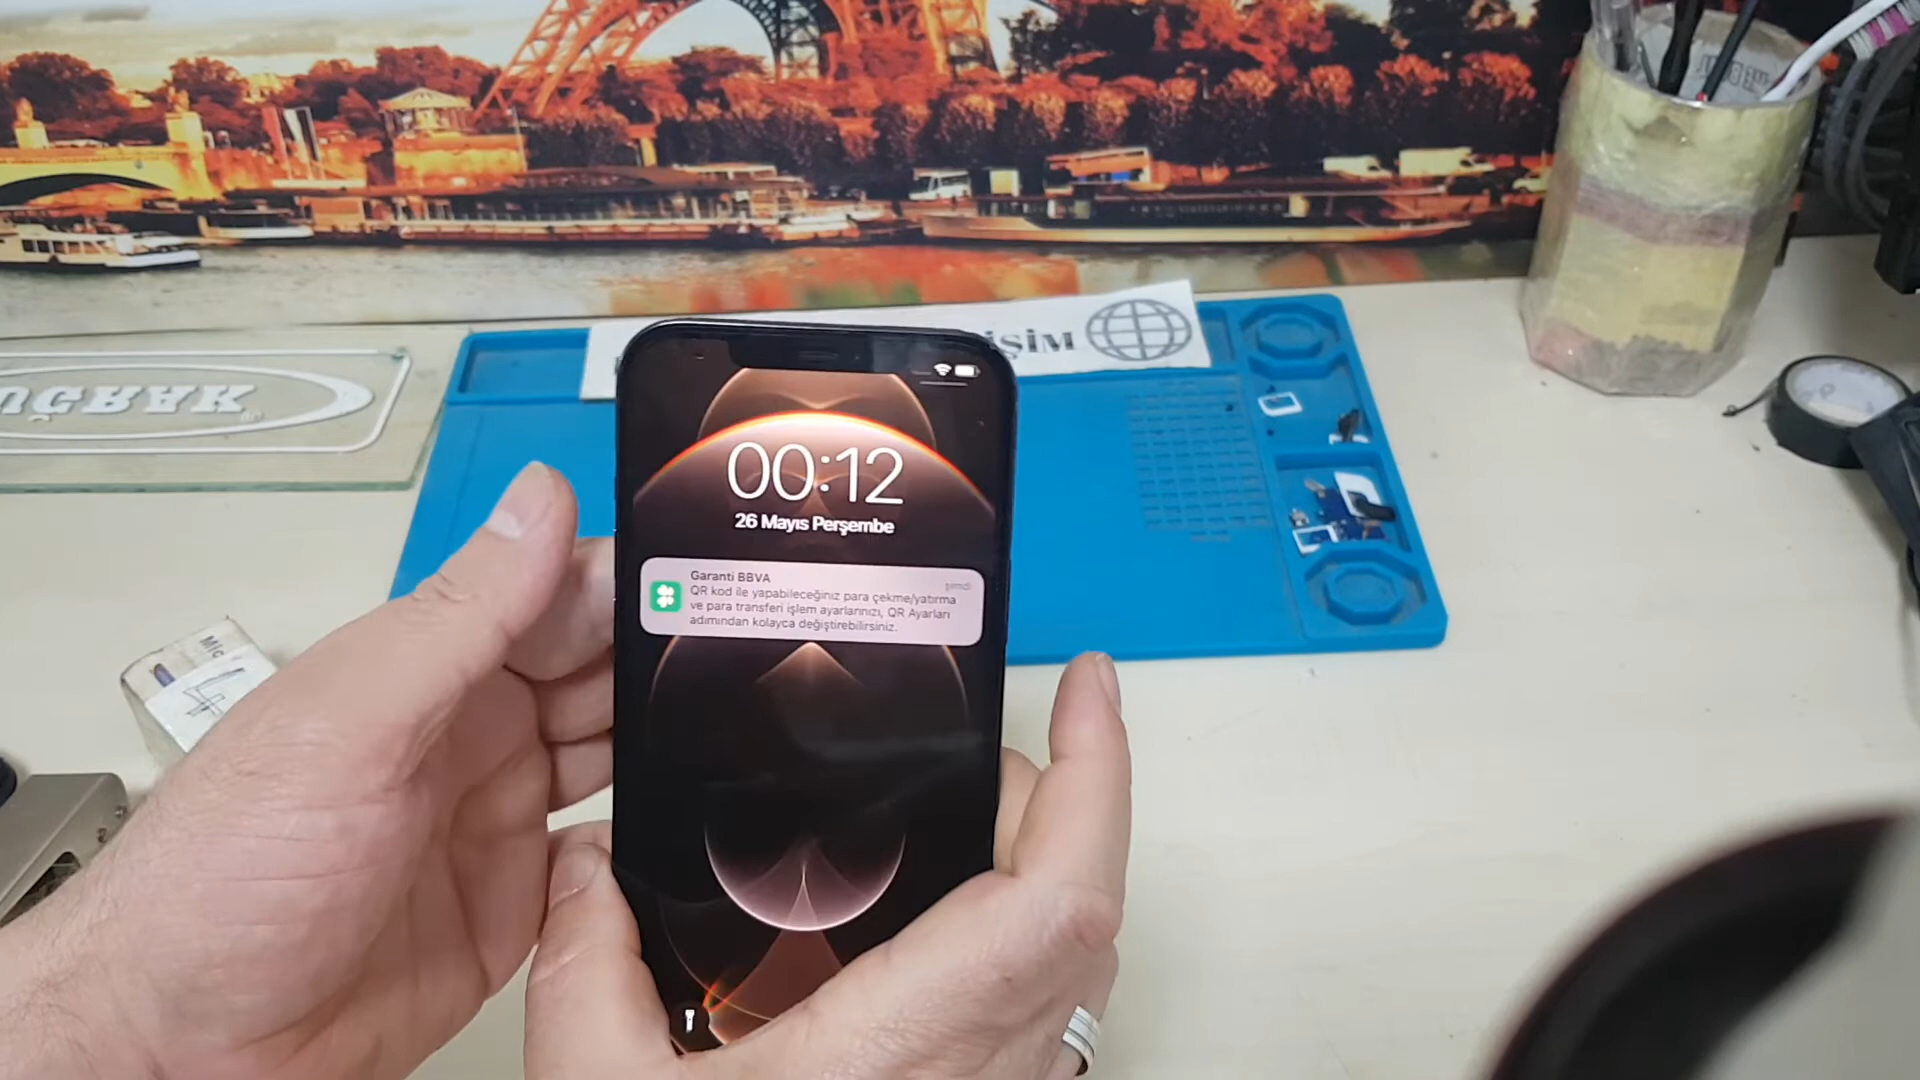 İŞİM
UĞRAK
00:12
26 Mayıs Perşembe
Garanti BBVA
şimdi
QR kod ile yapabileceğiniz para çekme/yatırma
ve para transferi işlem ayarlarınızı, QR Ayarları
adımından kolayca değiştirebilirsiniz.
Mic